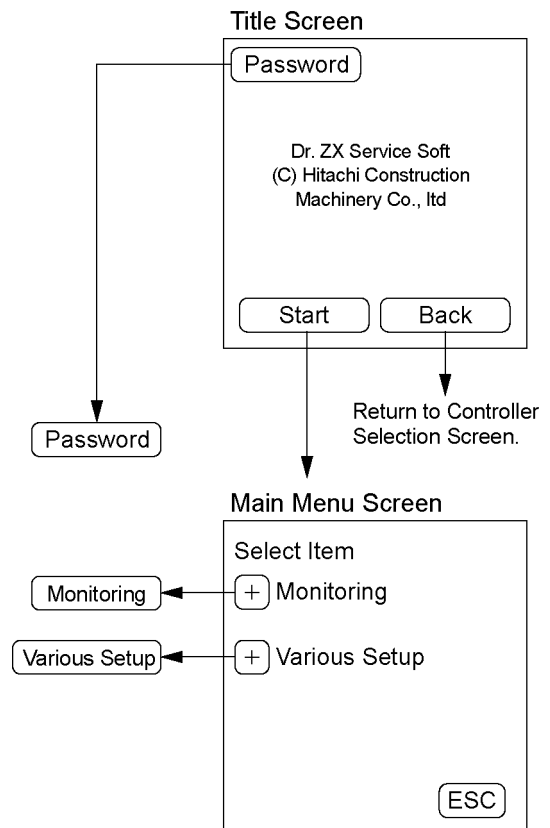 Title Screen
Password
Dr. ZX Service Soft
(C) Hitachi Construction
Machinery Co., ltd
Start
Back
Return to Controller
Selection Screen.
Password
Main Menu Screen
Select Item
Monitoring
+ Monitoring
Various Setup
+ Various Setup
ESC